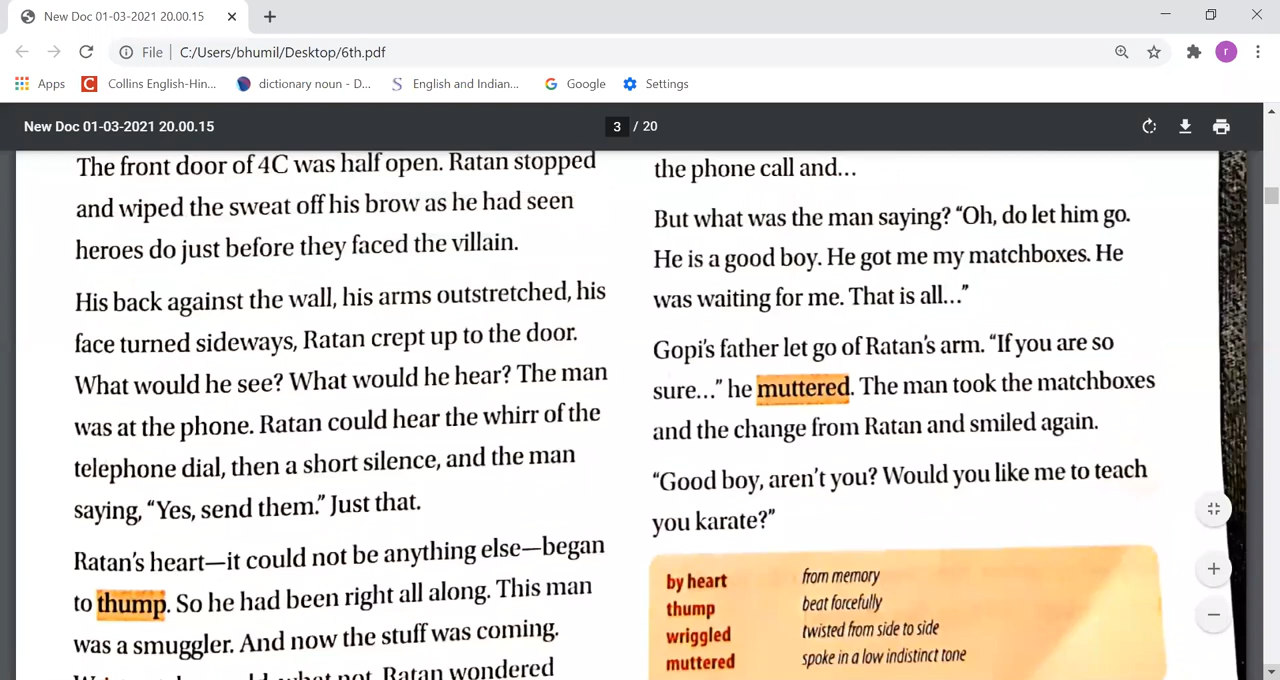 New Doc 01-03-2021 20.00.15
File
C:/Users/bhumil/Desktop/6th.pdf
r
Apps
Collins English-Hin...
dictionary noun - D...
English and Indian...
Google
Settings
New Doc 01-03-2021 20.00.15
3 / 20
The front door of 4C was half open. Ratan stopped
and wiped the sweat off his brow as he had seen
heroes do just before they faced the villain.
His back against the wall, his arms outstretched, his
face turned sideways, Ratan crept up to the door.
What would he see? What would he hear? The man
was at the phone. Ratan could hear the whirr of the
telephone dial, then a short silence, and the man
saying, “Yes, send them.” Just that.
Ratan’s heart—it could not be anything else—began
to thump. So he had been right all along. This man
was a smuggler. And now the stuff was coming.
what not. Ratan wondered
the phone call and...
But what was the man saying? “Oh, do let him go.
He is a good boy. He got me my matchboxes. He
was waiting for me. That is all...”
Gopi’s father let go of Ratan’s arm. “If you are so
sure...” he muttered. The man took the matchboxes
and the change from Ratan and smiled again.
“Good boy, aren’t you? Would you like me to teach
you karate?”
by heart from memory
thump beat forcefully
wriggled twisted from side to side
muttered spoke in a low indistinct tone